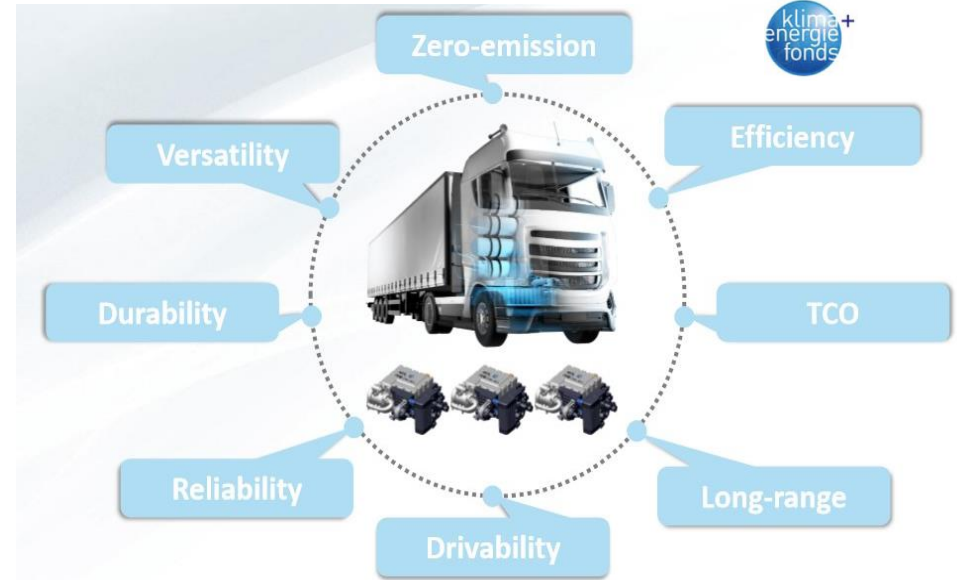 Zero-emission
klima+
energie
fonds
Versatility
Efficiency
Durability
TCO
Reliability
Long-range
Drivability